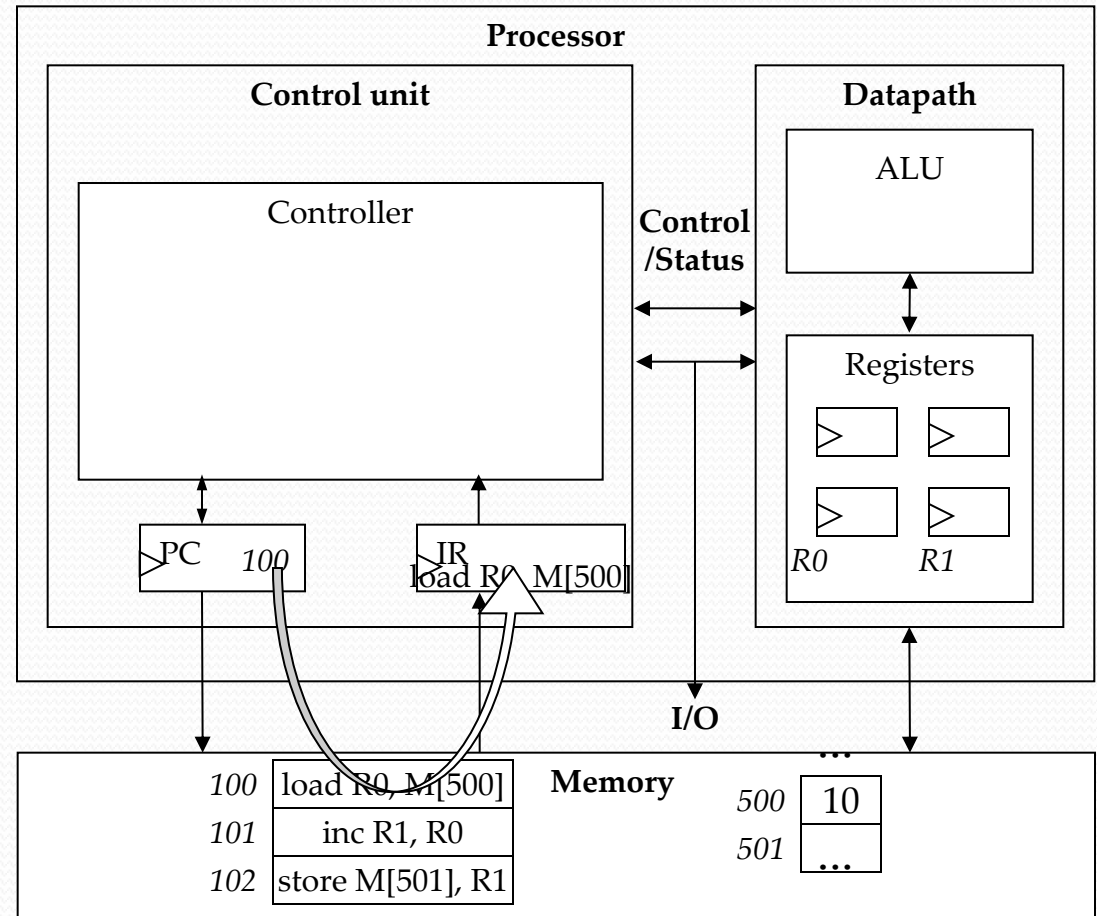 Processor
Control unit
Datapath
Controller
ALU
Control
/Status
Registers
PC 100
IR
load R0, M[500]
R0 R1
I/O
Memory
100 load R0, M[500]
101 inc R1, R0
102 store M[501], R1
...
500 10
501
...